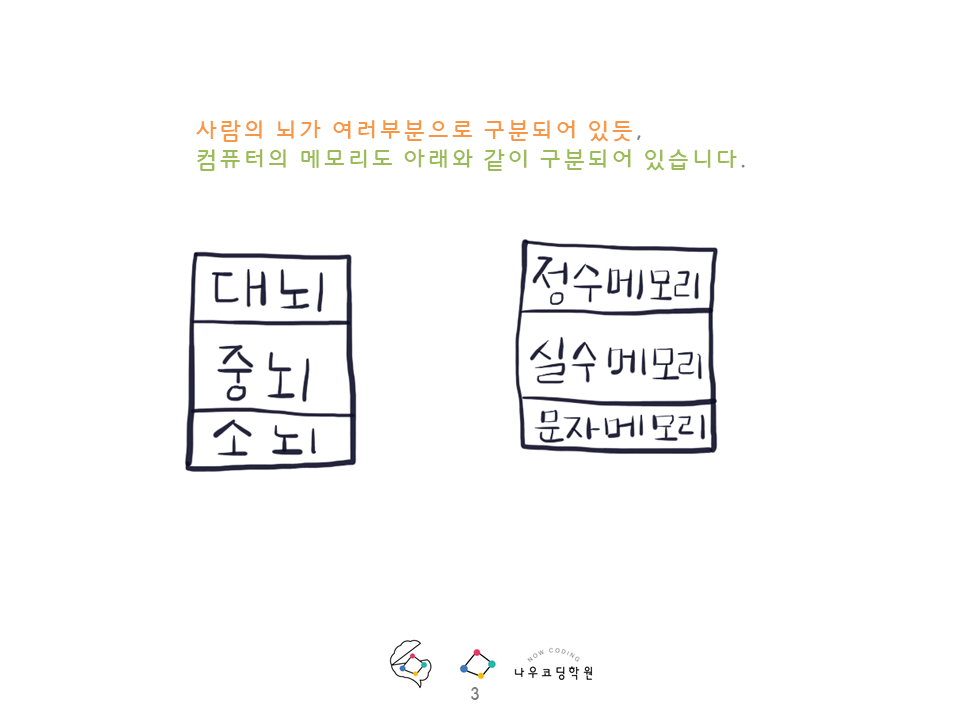 사람의 뇌가 여러부분으로 구분되어 있듯,
컴퓨터의 메모리도 아래와 같이 구분되어 있습니다.
대뇌
중뇌
소뇌
정수메모리
실수메모리
문자메모리
NOW CODING
나우코딩학원
3